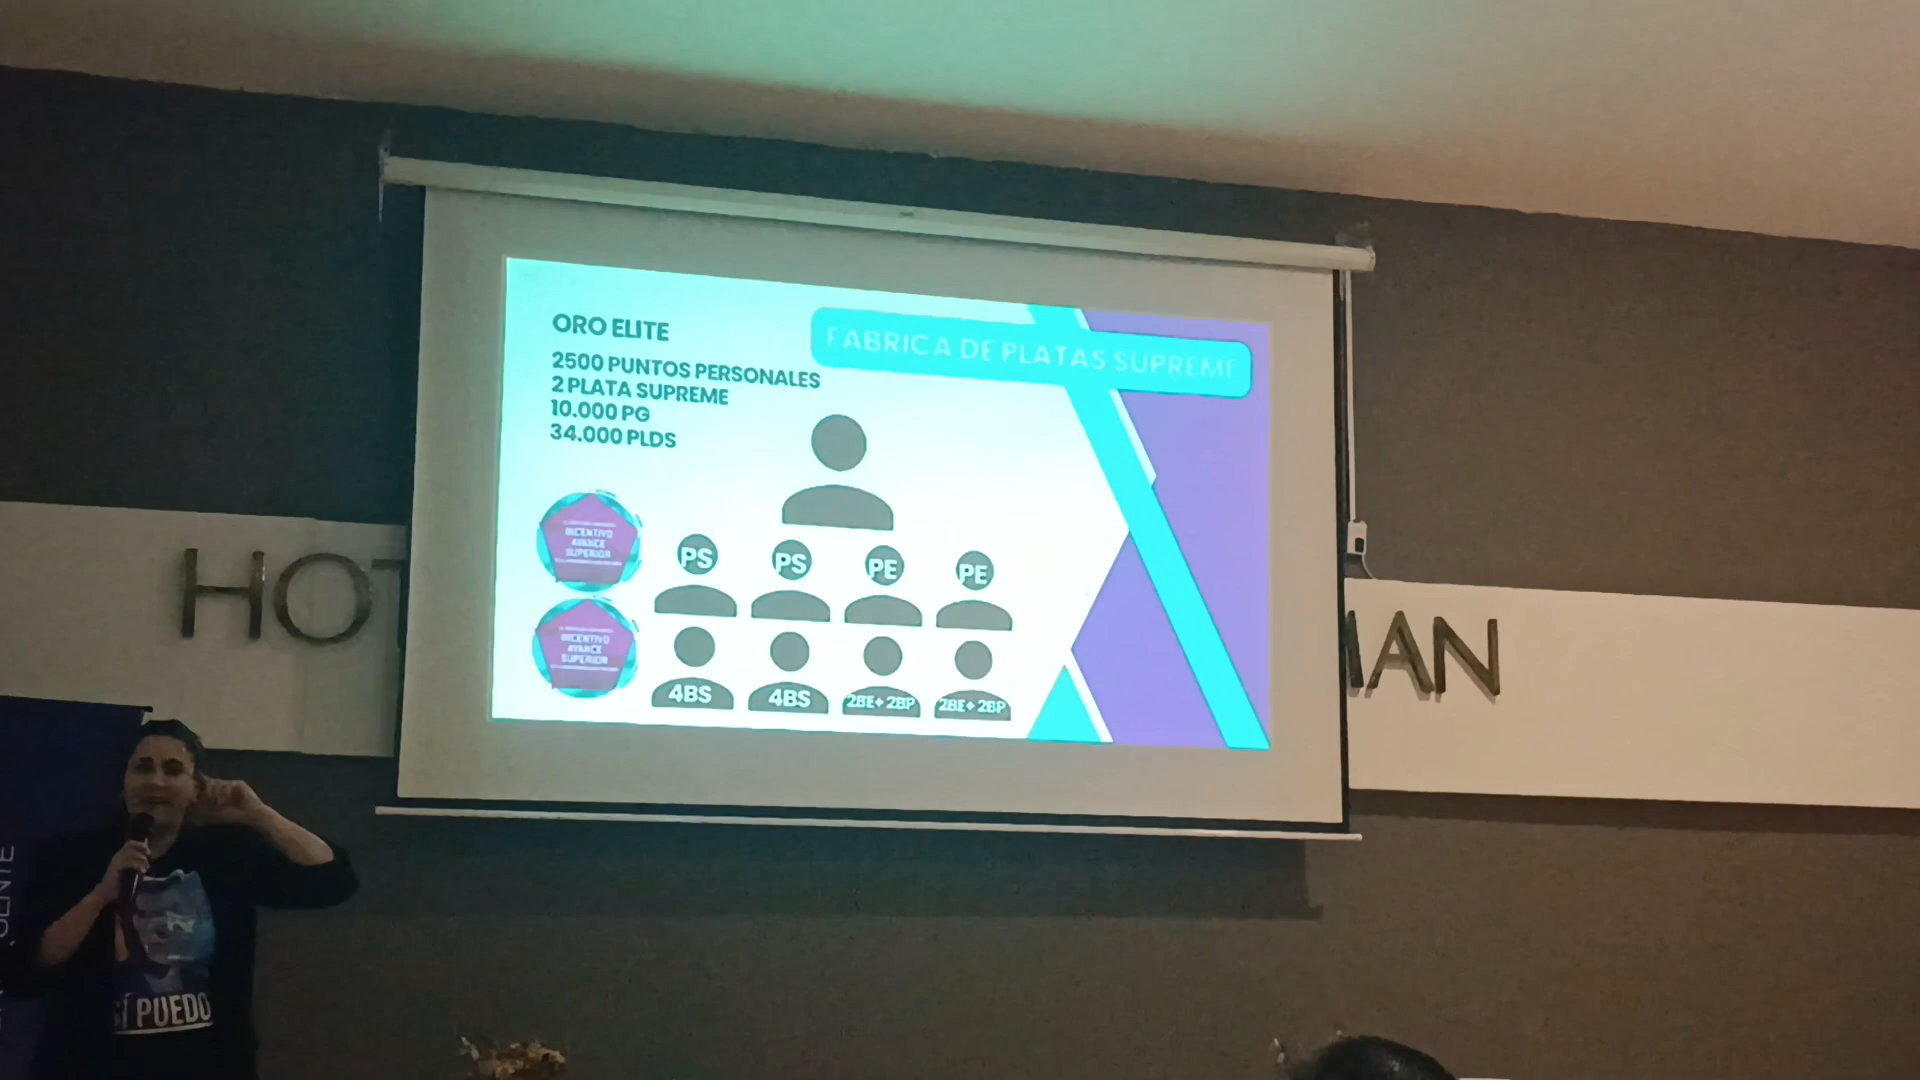 ORO ELITE
FABRICA DE PLATAS SUPREME
2500 PUNTOS PERSONALES
2 PLATA SUPREME
10.000 PG
34.000 PLDS
INCENTIVO
AVANCE
SUPERIOR
PS PS PE PE
INCENTIVO
AVANCE
SUPERIOR
4BS 4BS 2BE+2BP 2BE+2BP
HOT
MAN
SÍ PUEDO